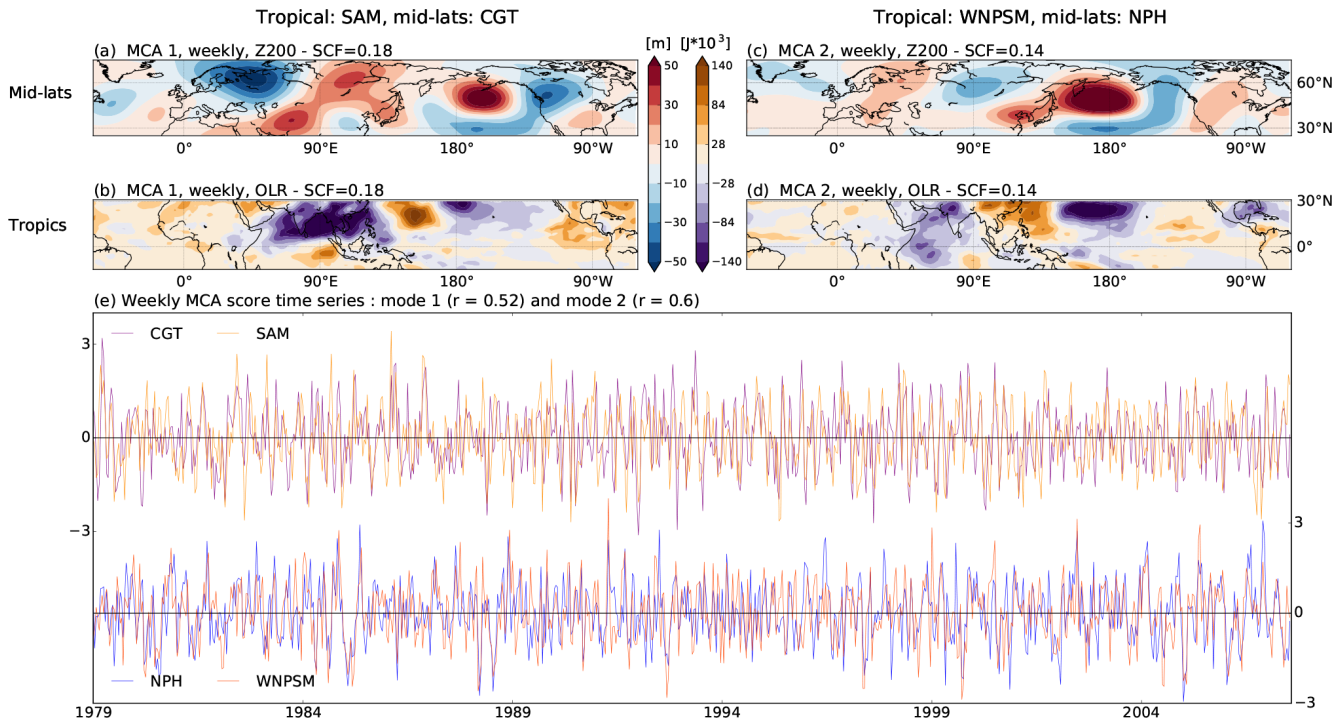 Tropical: SAM, mid-lats: CGT
Tropical: WNPSM, mid-lats: NPH
(a) MCA 1, weekly, Z200 - SCF=0.18
[m] [J*10^3]
(c) MCA 2, weekly, Z200 - SCF=0.14
Mid-lats
60°N
30°N
0° 90°E 180° 90°W
0° 90°E 180° 90°W
50
30
10
−10
−30
−50
140
84
28
−28
−84
−140
(b) MCA 1, weekly, OLR - SCF=0.18
(d) MCA 2, weekly, OLR - SCF=0.14
Tropics
30°N
0°
0° 90°E 180° 90°W
0° 90°E 180° 90°W
(e) Weekly MCA score time series : mode 1 (r = 0.52) and mode 2 (r = 0.6)
CGT SAM
3
0
−3
3
0
−3
NPH WNPSM
1979 1984 1989 1994 1999 2004